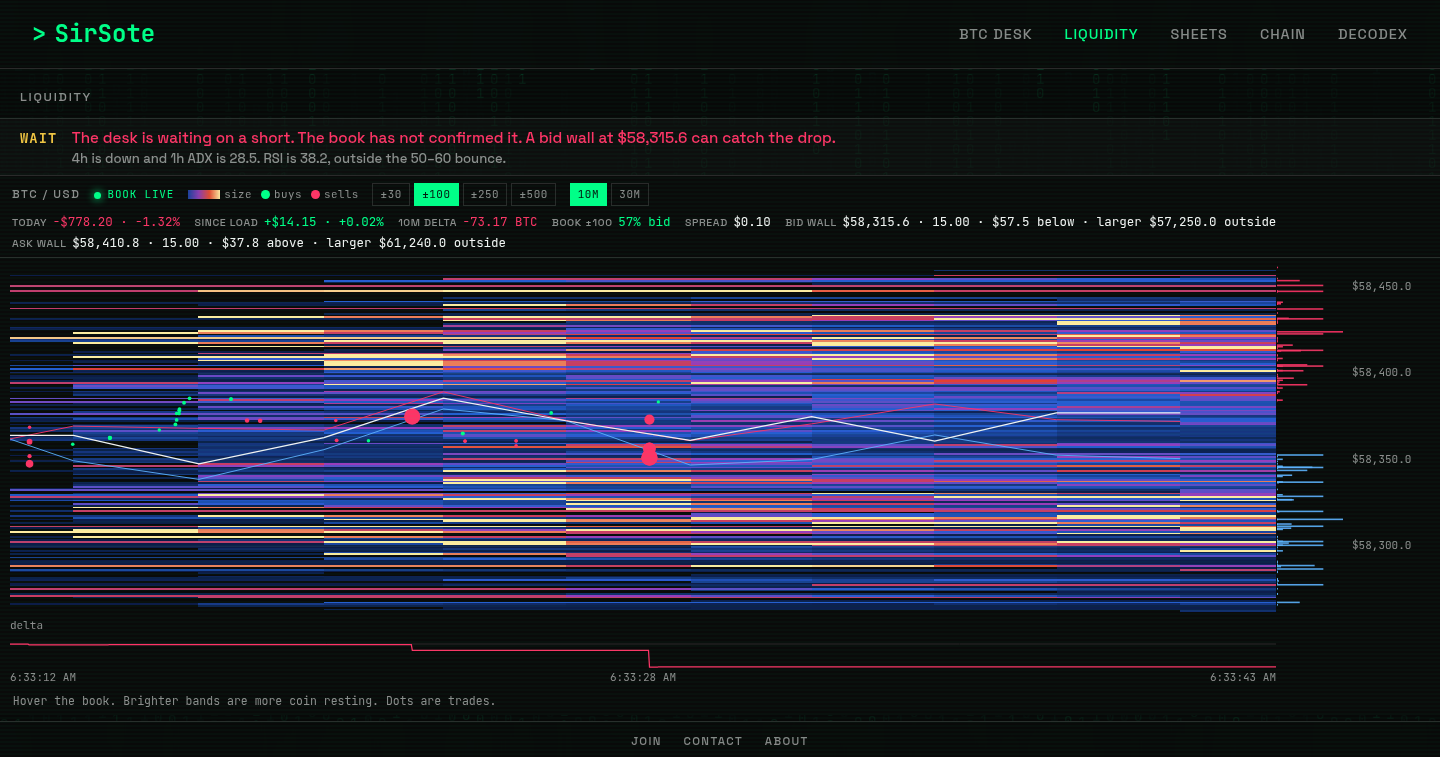 > SirSote
BTC DESK LIQUIDITY SHEETS CHAIN DECODEX
LIQUIDITY
WAIT The desk is waiting on a short. The book has not confirmed it. A bid wall at $58,315.6 can catch the drop.
4h is down and 1h ADX is 28.5. RSI is 38.2, outside the 50–60 bounce.
BTC / USD BOOK LIVE size buys sells ±30 ±100 ±250 ±500 10M 30M
TODAY -$778.20 · -1.32% SINCE LOAD +$14.15 · +0.02% 10M DELTA -73.17 BTC BOOK ±100 57% bid SPREAD $0.10 BID WALL $58,315.6 · 15.00 · $57.5 below · larger $57,250.0 outside
ASK WALL $58,410.8 · 15.00 · $37.8 above · larger $61,240.0 outside
$58,450.0
$58,400.0
$58,350.0
$58,300.0
delta
6:33:12 AM 6:33:28 AM 6:33:43 AM
Hover the book. Brighter bands are more coin resting. Dots are trades.
JOIN CONTACT ABOUT